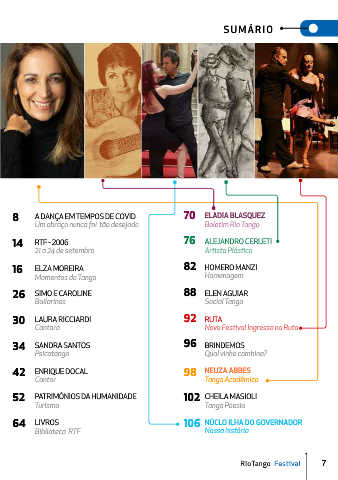 SUMÁRIO
8 A DANÇA EM TEMPOS DE COVID
Um abraço nunca foi tão desejado
14 RTF - 2006
21 a 24 de setembro
16 ELZA MOREIRA
Momentos de Tango
26 SIMO E CAROLINE
Bailarinos
30 LAURA RICCIARDI
Cantora
34 SANDRA SANTOS
Psicotango
42 ENRIQUE DOCAL
Cantor
52 PATRIMÔNIOS DA HUMANIDADE
Turismo
64 LIVROS
Biblioteca RTF
70 ELADIA BLASQUEZ
Boletim Rio Tango
76 ALEJANDRO CERLETI
Artista Plástico
82 HOMERO MANZI
Homenagem
88 ELEN AGUIAR
Social Tango
92 RUTA
Novo Festival ingressa na Ruta
96 BRINDEMOS
Qual vinho combina?
98 NEUZA ABBES
Tango Acadêmico
102 CHEILA MASIOLI
Tango Poesia
106 NÚCLO ILHA DO GOVERNADOR
Nossa história
RIoTango Festival 7